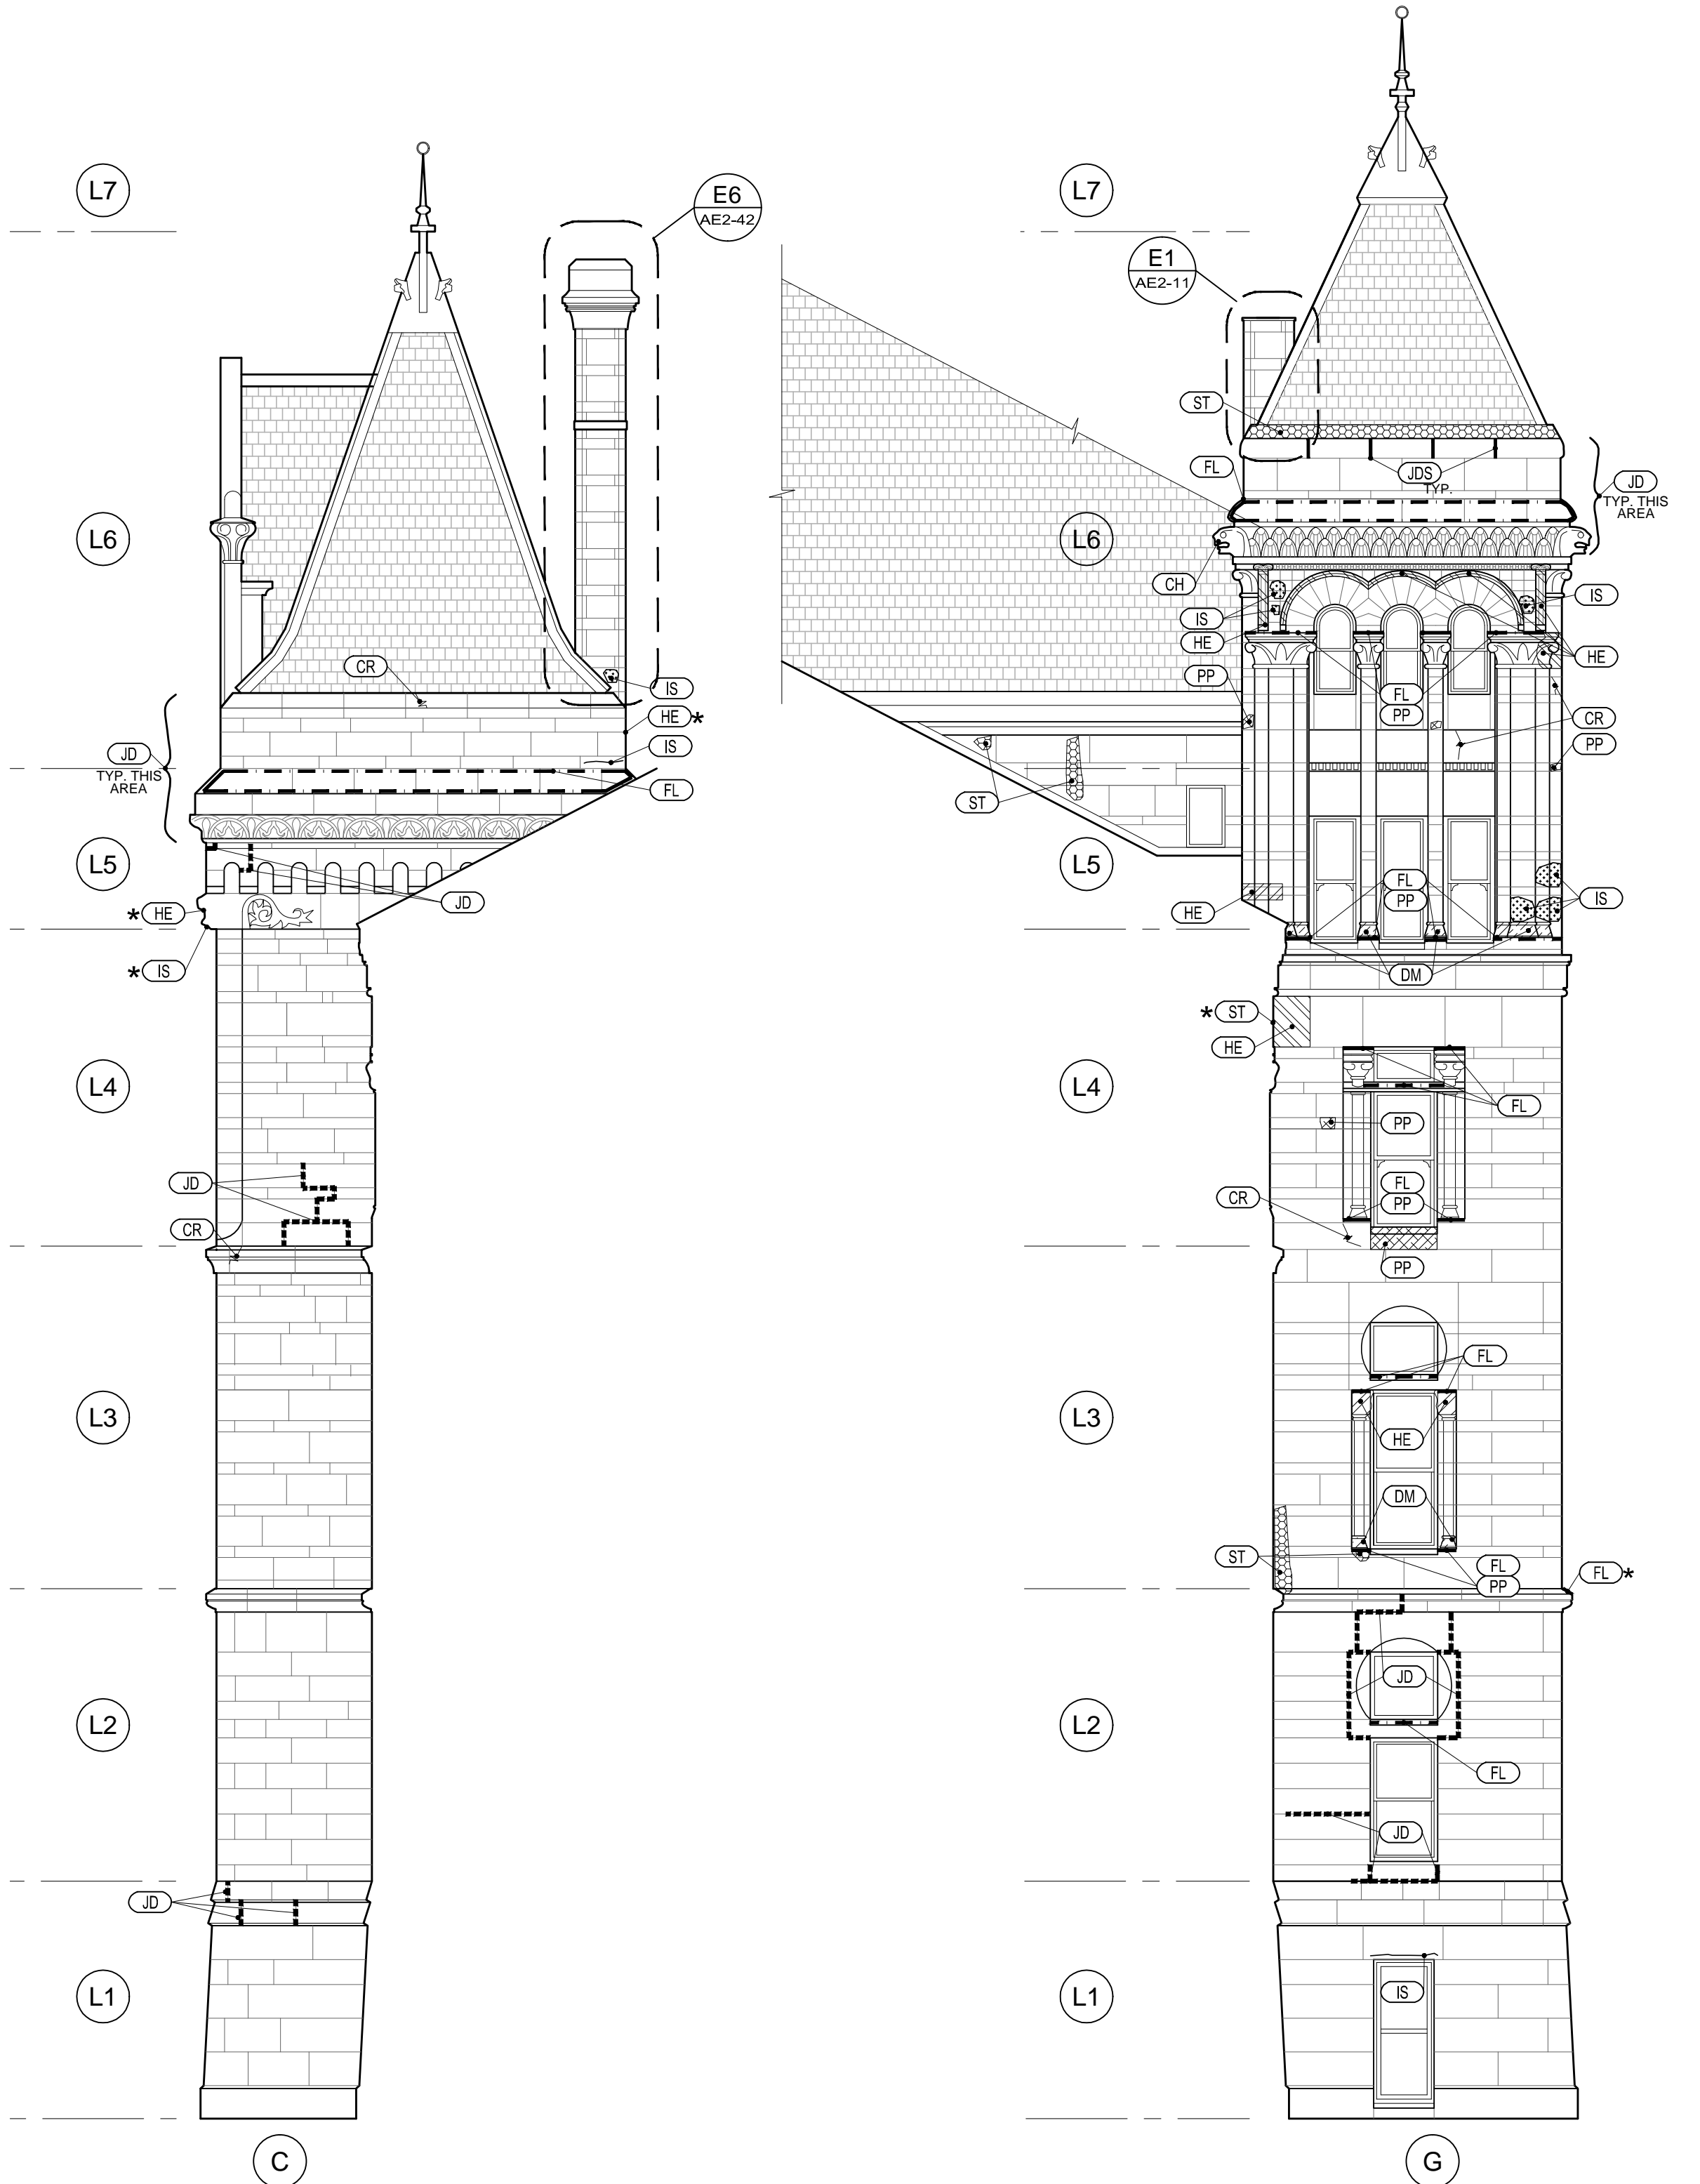 L7
E6
AE2-42
L6
CR
IS
HE *
IS
JD
TYP. THIS
AREA
FL
L5
JD
* HE
* IS
L4
JD
CR
L3
L2
JD
L1
C
L7
E1
AE2-11
ST
FL
JDS
TYP.
JD
TYP. THIS
AREA
L6
CH
IS
IS
HE
HE
PP
FL
PP
CR
PP
ST
L5
FL
PP
HE
IS
DM
* ST
HE
L4
FL
PP
FL
PP
CR
PP
FL
L3
HE
DM
ST
FL
PP
FL *
JD
L2
FL
JD
L1
IS
G